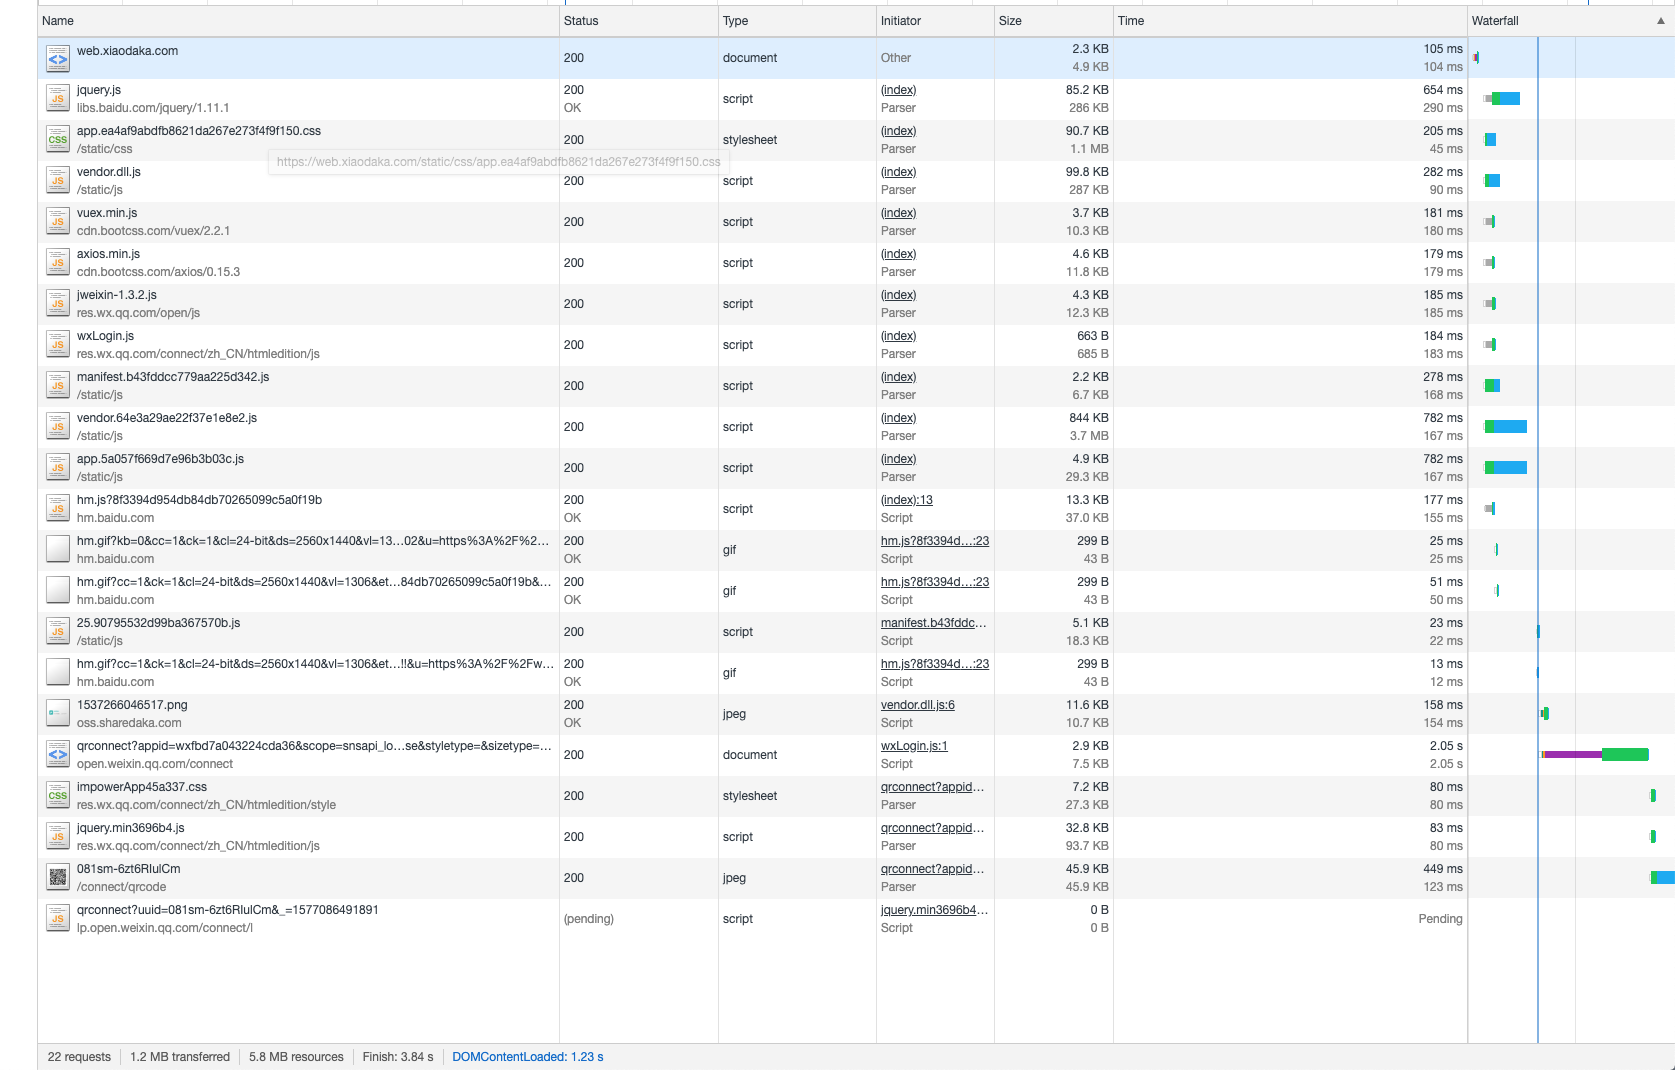 Name Status Type Initiator Size Time Waterfall ▲
web.xiaodaka.com 200 document Other 2.3 KB 105 ms
4.9 KB 104 ms
jquery.js 200 script (index) 85.2 KB 654 ms
libs.baidu.com/jquery/1.11.1 OK Parser 286 KB 290 ms
app.ea4af9abdfb8621da267e273f4f9f150.css 200 stylesheet (index) 90.7 KB 205 ms
/static/css Parser 1.1 MB 45 ms
https://web.xiaodaka.com/static/css/app.ea4af9abdfb8621da267e273f4f9f150.css
vendor.dll.js 200 script (index) 99.8 KB 282 ms
/static/js Parser 287 KB 90 ms
vuex.min.js 200 script (index) 3.7 KB 181 ms
cdn.bootcss.com/vuex/2.2.1 Parser 10.3 KB 180 ms
axios.min.js 200 script (index) 4.6 KB 179 ms
cdn.bootcss.com/axios/0.15.3 Parser 11.8 KB 179 ms
jweixin-1.3.2.js 200 script (index) 4.3 KB 185 ms
res.wx.qq.com/open/js Parser 12.3 KB 185 ms
wxLogin.js 200 script (index) 663 B 184 ms
res.wx.qq.com/connect/zh_CN/htmledition/js Parser 685 B 183 ms
manifest.b43fddcc779aa225d342.js 200 script (index) 2.2 KB 278 ms
/static/js Parser 6.7 KB 168 ms
vendor.64e3a29ae22f37e1e8e2.js 200 script (index) 844 KB 782 ms
/static/js Parser 3.7 MB 167 ms
app.5a057f669d7e96b3b03c.js 200 script (index) 4.9 KB 782 ms
/static/js Parser 29.3 KB 167 ms
hm.js?8f3394d954db84db70265099c5a0f19b 200 script (index):13 13.3 KB 177 ms
hm.baidu.com OK Script 37.0 KB 155 ms
hm.gif?kb=0&cc=1&ck=1&cl=24-bit&ds=2560x1440&vl=13…02&u=https%3A%2F%2… 200 gif hm.js?8f3394d…:23 299 B 25 ms
hm.baidu.com OK Script 43 B 25 ms
hm.gif?cc=1&ck=1&cl=24-bit&ds=2560x1440&vl=1306&et…84db70265099c5a0f19b&… 200 gif hm.js?8f3394d…:23 299 B 51 ms
hm.baidu.com OK Script 43 B 50 ms
25.90795532d99ba367570b.js 200 script manifest.b43fddc… 5.1 KB 23 ms
/static/js Script 18.3 KB 22 ms
hm.gif?cc=1&ck=1&cl=24-bit&ds=2560x1440&vl=1306&et…!!&u=https%3A%2F%2Fw… 200 gif hm.js?8f3394d…:23 299 B 13 ms
hm.baidu.com OK Script 43 B 12 ms
1537266046517.png 200 jpeg vendor.dll.js:6 11.6 KB 158 ms
oss.sharedaka.com OK Script 10.7 KB 154 ms
qrconnect?appid=wxfbd7a043224cda36&scope=snsapi_lo…se&styletype=&sizetype=… 200 document wxLogin.js:1 2.9 KB 2.05 s
open.weixin.qq.com/connect Script 7.5 KB 2.05 s
impowerApp45a337.css 200 stylesheet qrconnect?appid… 7.2 KB 80 ms
res.wx.qq.com/connect/zh_CN/htmledition/style Parser 27.3 KB 80 ms
jquery.min3696b4.js 200 script qrconnect?appid… 32.8 KB 83 ms
res.wx.qq.com/connect/zh_CN/htmledition/js Parser 93.7 KB 80 ms
081sm-6zt6RIulCm 200 jpeg qrconnect?appid… 45.9 KB 449 ms
/connect/qrcode Parser 45.9 KB 123 ms
qrconnect?uuid=081sm-6zt6RIulCm&_=1577086491891 (pending) script jquery.min3696b4… 0 B Pending
lp.open.weixin.qq.com/connect/l Script 0 B
22 requests 1.2 MB transferred 5.8 MB resources Finish: 3.84 s DOMContentLoaded: 1.23 s